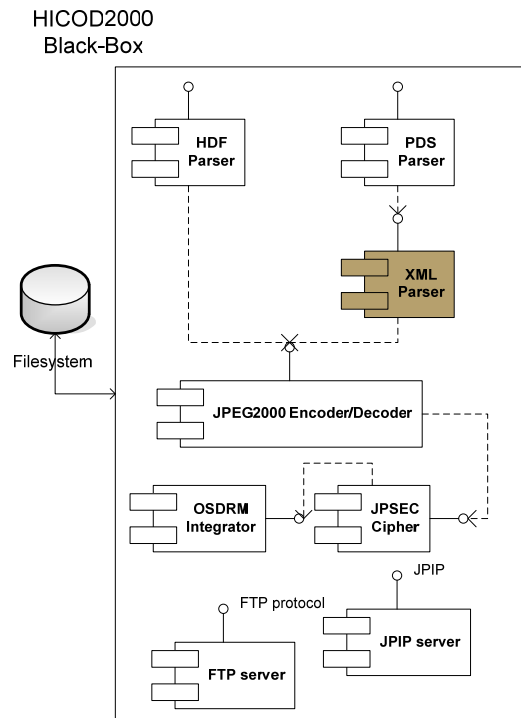 HICOD2000
Black-Box
HDF
Parser
PDS
Parser
XML
Parser
Filesystem
JPEG2000 Encoder/Decoder
OSDRM
Integrator
JPSEC
Cipher
JPIP
FTP protocol
JPIP server
FTP server